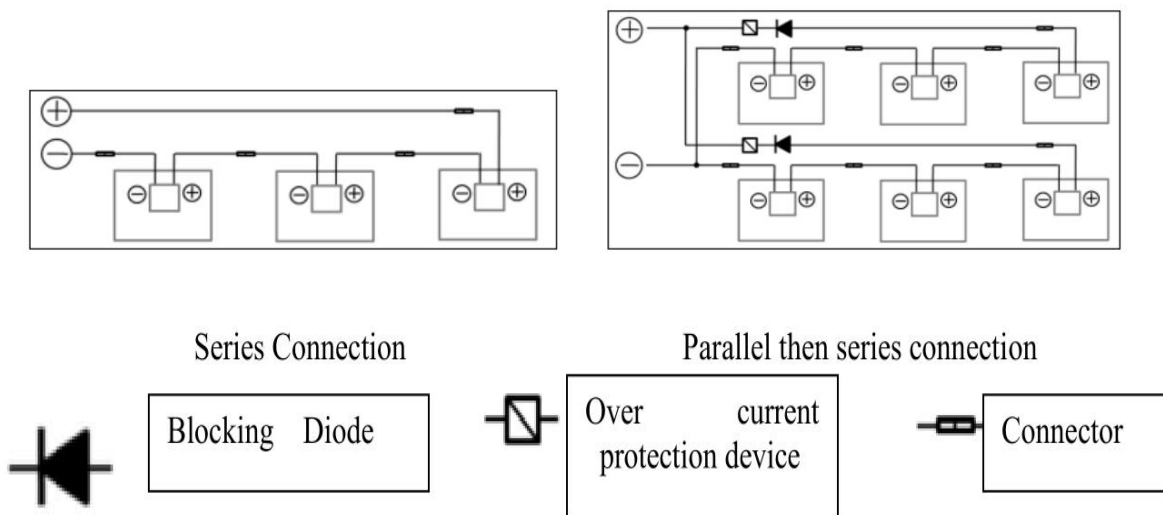 Series Connection
Parallel then series connection
Blocking Diode
Over current
protection device
Connector